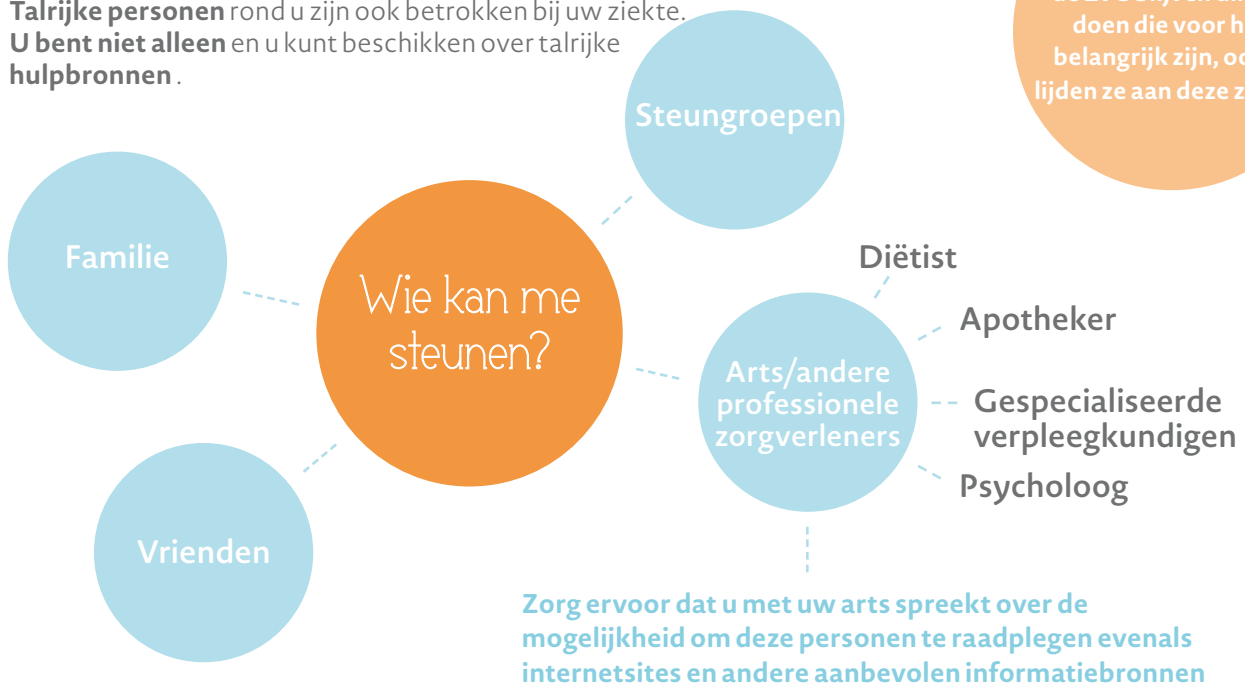 Talrijke personen rond u zijn ook betrokken bij uw ziekte.
U bent niet alleen en u kunt beschikken over talrijke
hulpbronnen .
doen die voor
belangrijk zijn,
lijden ze aan deze
Steungroepen
Familie
Wie kan me
steunen?
Diëtist
Apotheker
Arts/andere
professionele
zorgverleners
Gespecialiseerde
verpleegkundigen
Psycholoog
Vrienden
Zorg ervoor dat u met uw arts spreekt over de
mogelijkheid om deze personen te raadplegen evenals
internetsites en andere aanbevolen informatiebronnen